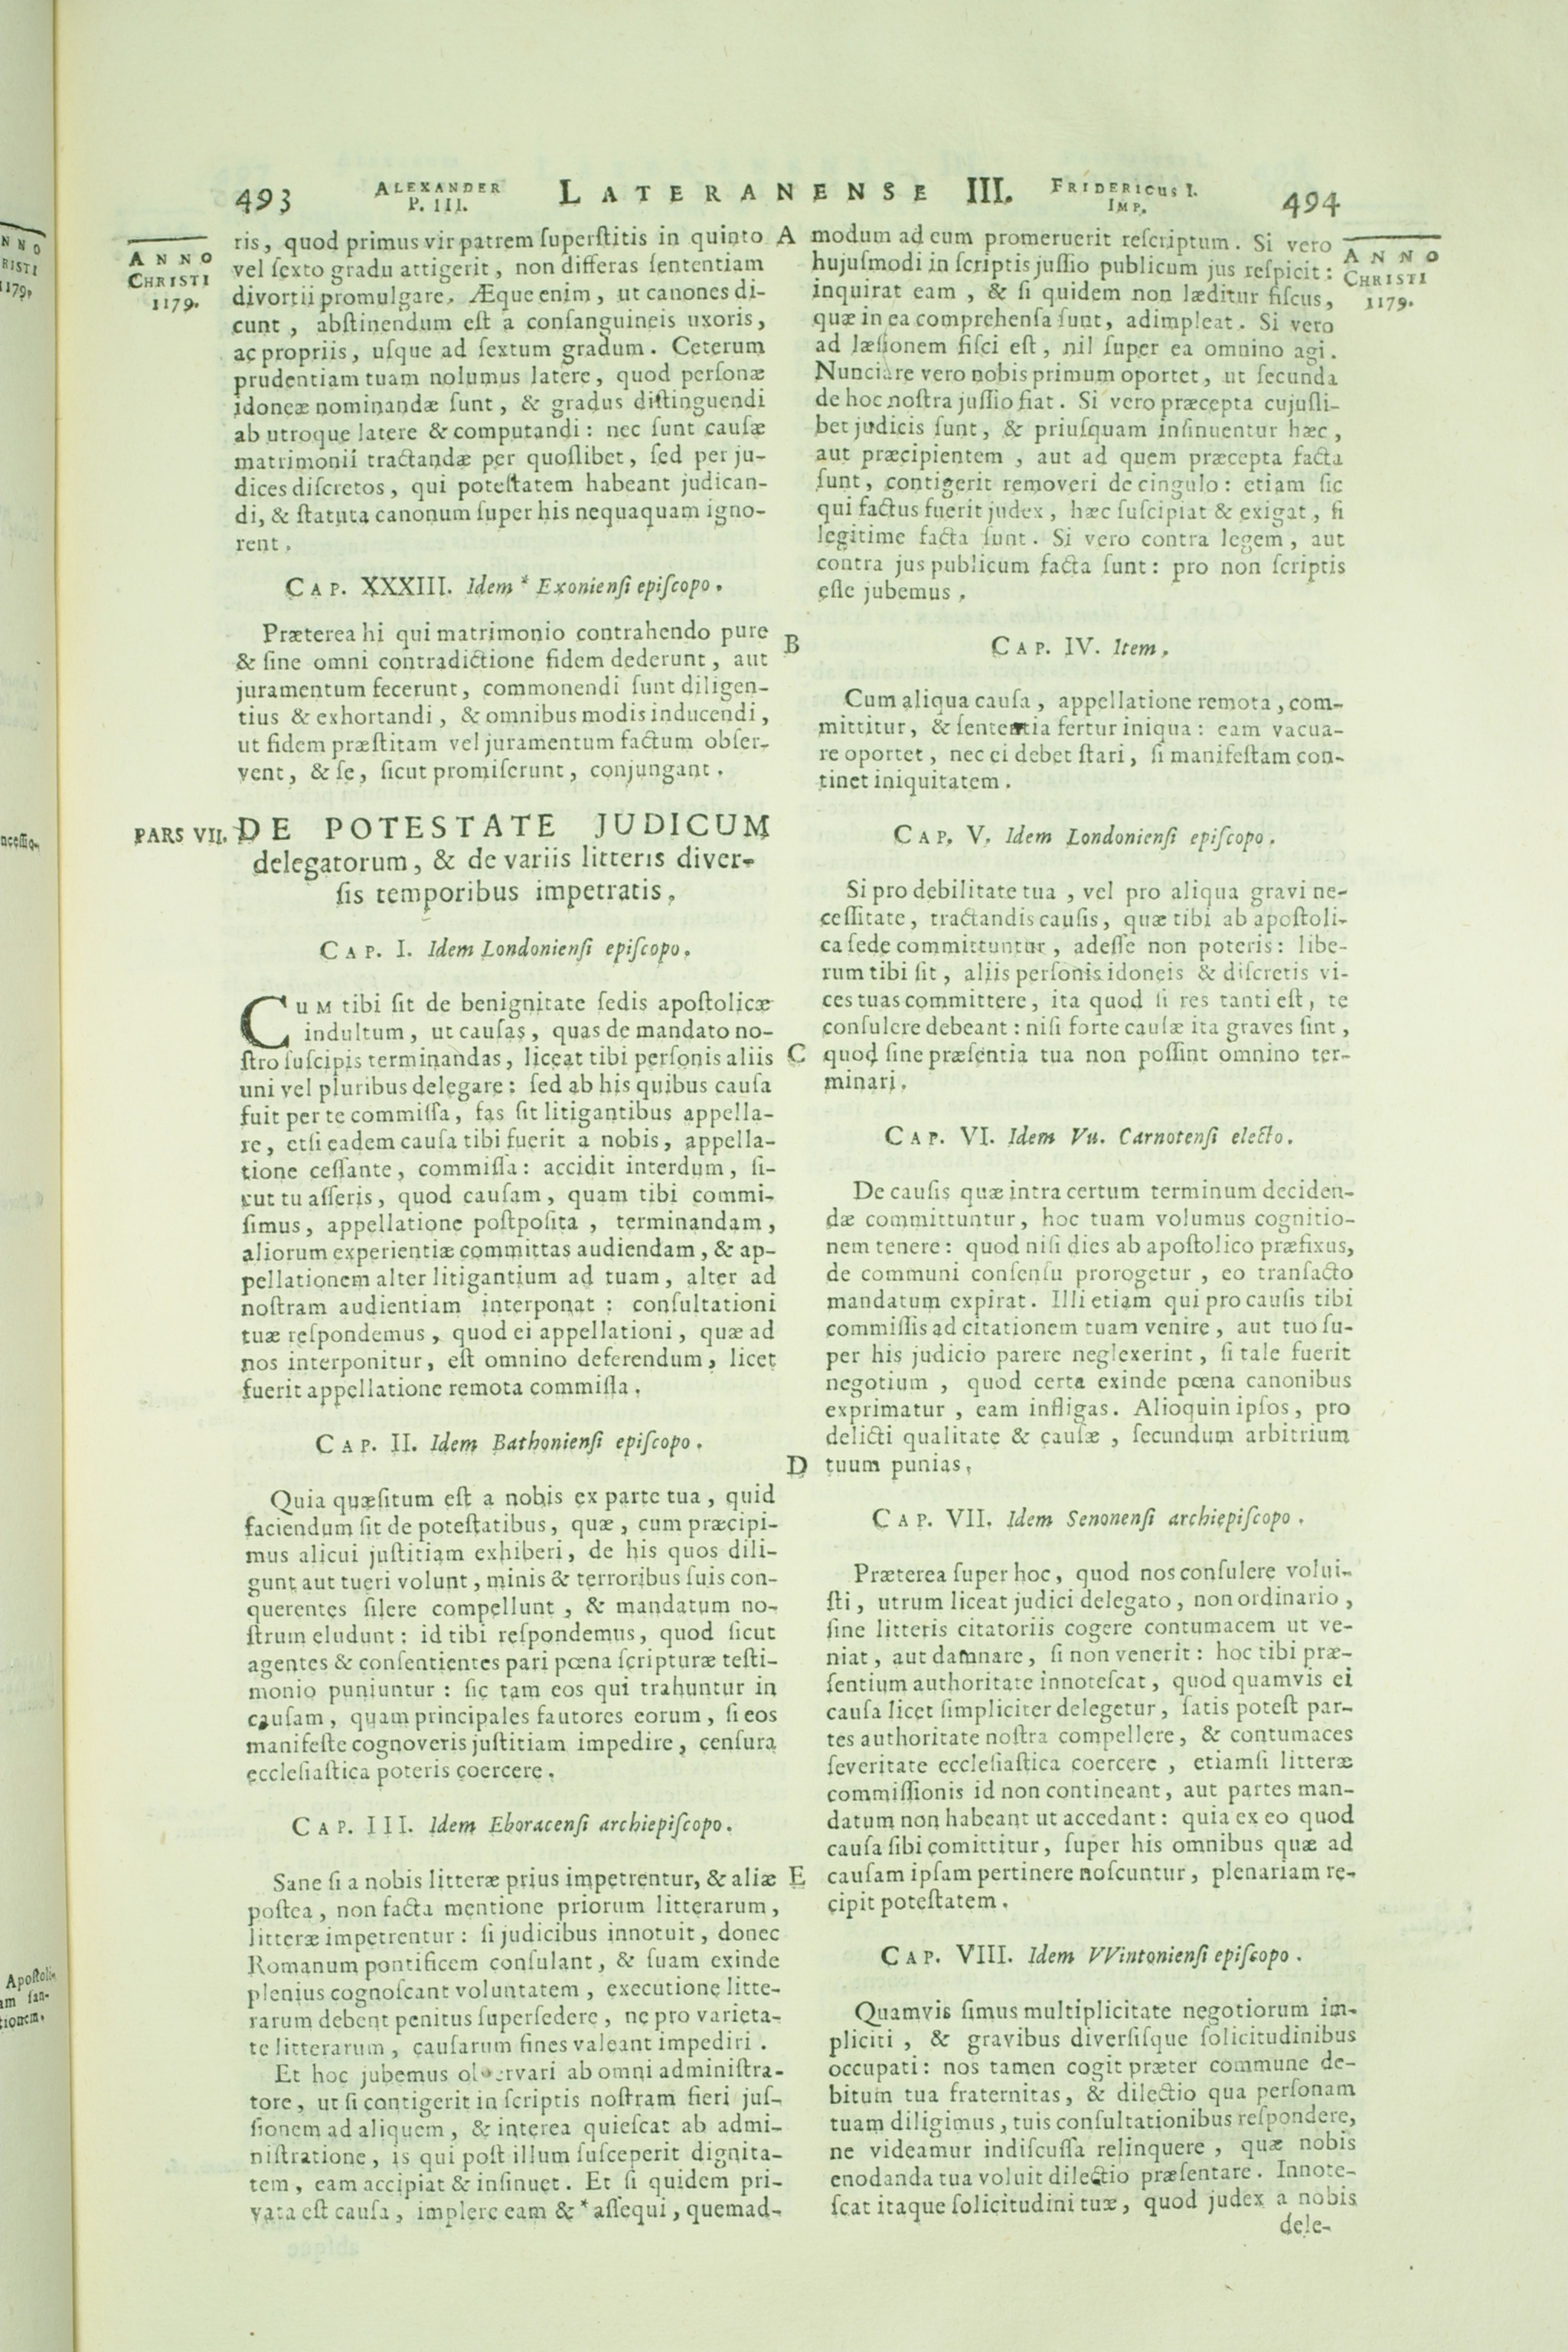 493 ALEXANDER P. III. LATERANENSE III. FRIDERICUS I. IMP. 494
ANNO
CHRISTI
1179.
ris, quod primus vir patrem ſuperſtitis in quinto
vel ſexto gradu attigerit, non differas ſententiam
divortii promulgare. Æque enim, ut canones di-
cunt, abſtinendum eſt a conſanguineis uxoris,
ac propriis, uſque ad ſextum gradum. Ceterum
prudentiam tuam nolumus latere, quod perſonæ
idoneæ nominandæ ſunt, & gradus diſtinguendi
ab utroque latere & computandi: nec ſunt cauſæ
matrimonii tractandæ per quoſlibet, ſed per ju-
dices diſcretos, qui poteſtatem habeant judican-
di, & ſtatuta canonum ſuper his nequaquam igno-
rent.
CAP. XXXIII. Idem * Exonienſi epiſcopo.
Præterea hi qui matrimonio contrahendo pure
& ſine omni contradictione fidem dederunt, aut
juramentum fecerunt, commonendi ſunt diligen-
tius & exhortandi, & omnibus modis inducendi,
ut fidem præſtitam vel juramentum factum obſer-
vent, & ſe, ſicut promiſerunt, conjungant.
PARS VII. DE POTESTATE JUDICUM
delegatorum, & de variis litteris diver-
ſis temporibus impetratis.
CAP. I. Idem Londonienſi epiſcopo.
CUM tibi ſit de benignitate ſedis apoſtolicæ
indultum, ut cauſas, quas de mandato no-
ſtro ſuſcipis terminandas, liceat tibi perſonis aliis
uni vel pluribus delegare: ſed ab his quibus cauſa
fuit per te commiſſa, fas ſit litigantibus appella-
re, etſi eadem cauſa tibi fuerit a nobis, appella-
tione ceſſante, commiſſa: accidit interdum, ſi-
cut tu aſſeris, quod cauſam, quam tibi commi-
ſimus, appellatione poſtpoſita, terminandam,
aliorum experientiæ committas audiendam, & ap-
pellationem alter litigantium ad tuam, alter ad
noſtram audientiam interponat: conſultationi
tuæ reſpondemus, quod ei appellationi, quæ ad
nos interponitur, eſt omnino deferendum, licet
fuerit appellatione remota commiſſa.
CAP. II. Idem Bathonienſi epiſcopo.
Quia quæſitum eſt a nobis ex parte tua, quid
faciendum ſit de poteſtatibus, quæ, cum præcipi-
mus alicui juſtitiam exhiberi, de his quos dili-
gunt aut tueri volunt, minis & terroribus ſuis con-
querentes ſilere compellunt, & mandatum no-
ſtrum eludunt: id tibi reſpondemus, quod ſicut
agentes & conſentientes pari pœna ſcripturæ teſti-
monio puniuntur: ſic tam eos qui trahuntur in
cauſam, quam principales fautores eorum, ſi eos
manifeſte cognoveris juſtitiam impedire, cenſura
eccleſiaſtica poteris coercere.
CAP. III. Idem Eboracenſi archiepiſcopo.
Sane ſi a nobis litteræ prius impetrentur, & aliæ
poſtea, non facta mentione priorum litterarum,
litteræ impetrentur: ſi judicibus innotuit, donec
Romanum pontificem conſulant, & ſuam exinde
plenius cognoſcant voluntatem, executione litte-
rarum debent penitus ſuperſedere, ne pro varieta-
te litterarum, cauſarum fines valeant impediri.
Et hoc jubemus obſervari ab omni adminiſtra-
tore, ut ſi contigerit in ſcriptis noſtram fieri juſ-
ſionem ad aliquem, & interea quieſcat ab admi-
niſtratione, is qui poſt illum ſuſceperit dignita-
tem, eam accipiat & inſinuet. Et ſi quidem pri-
vata eſt cauſa, implere eam & * aſſequi, quemad-
A
B
C
D
E
modum ad eum promeruerit reſcriptum. Si vero
hujuſmodi in ſcriptis juſſio publicum jus reſpicit:
inquirat eam, & ſi quidem non læditur fiſcus,
quæ in ea comprehenſa ſunt, adimpleat. Si vero
ad læſionem fiſci eſt, nil ſuper ea omnino agi.
Nunciare vero nobis primum oportet, ut ſecunda
de hoc noſtra juſſio fiat. Si vero præcepta cujuſli-
bet judicis ſunt, & priuſquam inſinuentur hæc,
aut præcipientem, aut ad quem præcepta facta
ſunt, contigerit removeri de cingulo: etiam ſic
qui factus fuerit judex, hæc ſuſcipiat & exigat, ſi
legitime facta ſunt. Si vero contra legem, aut
contra jus publicum facta ſunt: pro non ſcriptis
eſſe jubemus.
CAP. IV. Item.
Cum aliqua cauſa, appellatione remota, com-
mittitur, & ſententia fertur iniqua: eam vacua-
re oportet, nec ei debet ſtari, ſi manifeſtam con-
tinet iniquitatem.
CAP. V. Idem Londonienſi epiſcopo.
Si pro debilitate tua, vel pro aliqua gravi ne-
ceſſitate, tractandis cauſis, quæ tibi ab apoſtoli-
ca ſede committuntur, adeſſe non poteris: libe-
rum tibi ſit, aliis perſonis idoneis & diſcretis vi-
ces tuas committere, ita quod ſi res tanti eſt, te
conſulere debeant: niſi forte cauſæ ita graves ſint,
quod ſine præſentia tua non poſſint omnino ter-
minari.
CAP. VI. Idem Vu. Carnotenſi electo.
De cauſis quæ intra certum terminum deciden-
dæ committuntur, hoc tuam volumus cognitio-
nem tenere: quod niſi dies ab apoſtolico præfixus,
de communi conſenſu prorogetur, eo tranſacto
mandatum expirat. Illi etiam qui pro cauſis tibi
commiſſis ad citationem tuam venire, aut tuo ſu-
per his judicio parere neglexerint, ſi tale fuerit
negotium, quod certa exinde pœna canonibus
exprimatur, eam infligas. Alioquin ipſos, pro
delicti qualitate & cauſæ, ſecundum arbitrium
tuum punias.
CAP. VII. Idem Senonenſi archiepiſcopo.
Præterea ſuper hoc, quod nos conſulere volui-
ſti, utrum liceat judici delegato, non ordinario,
ſine litteris citatoriis cogere contumacem ut ve-
niat, aut damnare, ſi non venerit: hoc tibi præ-
ſentium authoritate innoteſcat, quod quamvis ei
cauſa licet ſimpliciter delegetur, ſatis poteſt par-
tes authoritate noſtra compellere, & contumaces
ſeveritate eccleſiaſtica coercere, etiamſi litteræ
commiſſionis id non contineant, aut partes man-
datum non habeant ut accedant: quia ex eo quod
cauſa ſibi comittitur, ſuper his omnibus quæ ad
cauſam ipſam pertinere noſcuntur, plenariam re-
cipit poteſtatem.
CAP. VIII. Idem VVintonienſi epiſcopo.
Quamvis ſimus multiplicitate negotiorum im-
pliciti, & gravibus diverſiſque ſolicitudinibus
occupati: nos tamen cogit præter commune de-
bitum tua fraternitas, & dilectio qua perſonam
tuam diligimus, tuis conſultationibus reſpondere,
ne videamur indiſcuſſa relinquere, quæ nobis
enodanda tua voluit dilectio præſentare. Innote-
ſcat itaque ſolicitudini tuæ, quod judex a nobis
dele-
ANNO
CHRISTI
1179.